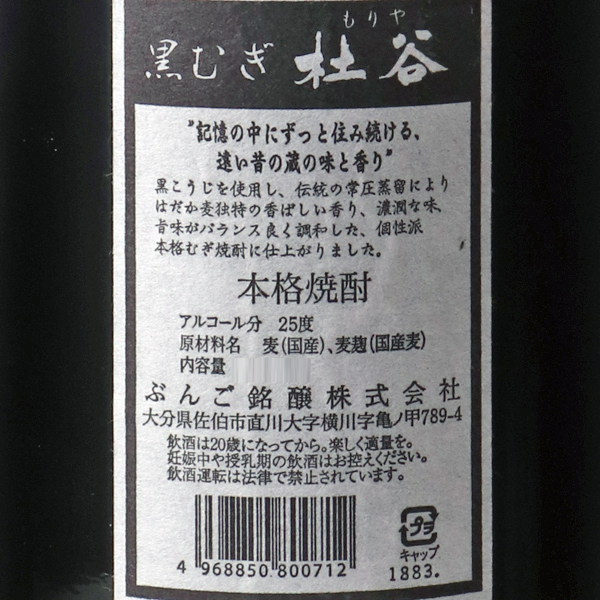 もりや
黒むぎ 杜谷
"記憶の中にずっと住み続ける、
遠い昔の蔵の味と香り"
黒こうじを使用し、伝統の常圧蒸留により
はだか麦独特の香ばしい香り、濃潤な味、
旨味がバランス良く調和した、個性派
本格むぎ焼酎に仕上がりました。
本格焼酎
アルコール分 25度
原材料名 麦(国産)、麦麹(国産麦)
内容量
ぶんご銘醸株式会社
大分県佐伯市直川大字横川字亀ノ甲789-4
飲酒は20歳になってから。楽しく適量を。
妊娠中や授乳期の飲酒はお控えください。
飲酒運転は法律で禁止されています。
4 968850 800712
プラ
キャップ
1883.